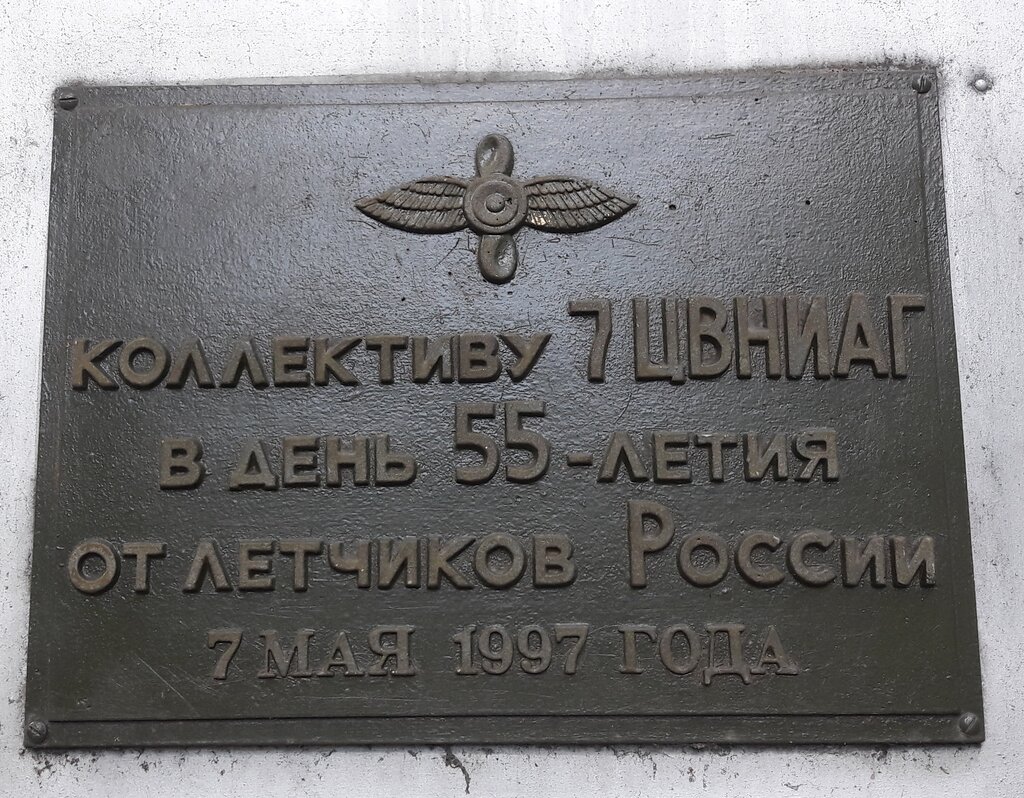 КОЛЛЕКТИВУ 7 ЦВНИАГ
В ДЕНЬ 55-ЛЕТИЯ
ОТ ЛЕТЧИКОВ РОССИИ
7 МАЯ 1997 ГОДА